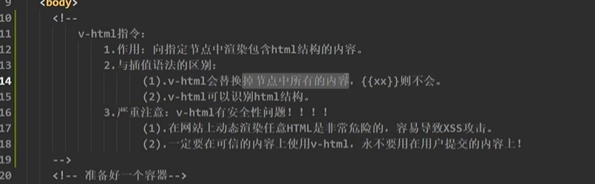 9 <body>
10 <!--
11 v-html指令:
12 1.作用：向指定节点中渲染包含html结构的内容。
13 2.与插值语法的区别：
14 (1).v-html会替换掉节点中所有的内容，{{xx}}则不会。
15 (2).v-html可以识别html结构。
16 3.严重注意：v-html有安全性问题！！！！
17 (1).在网站上动态渲染任意HTML是非常危险的，容易导致XSS攻击。
18 (2).一定要在可信的内容上使用v-html，永不要用在用户提交的内容上！
19 -->
20 <!-- 准备好一个容器-->